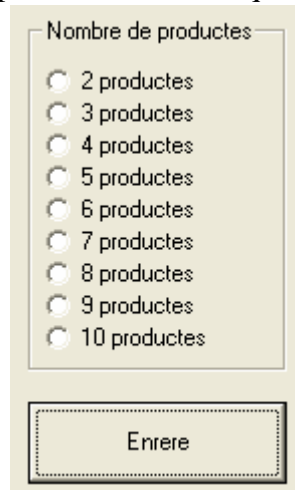 Nombre de productes
2 productes
3 productes
4 productes
5 productes
6 productes
7 productes
8 productes
9 productes
10 productes
Enrere